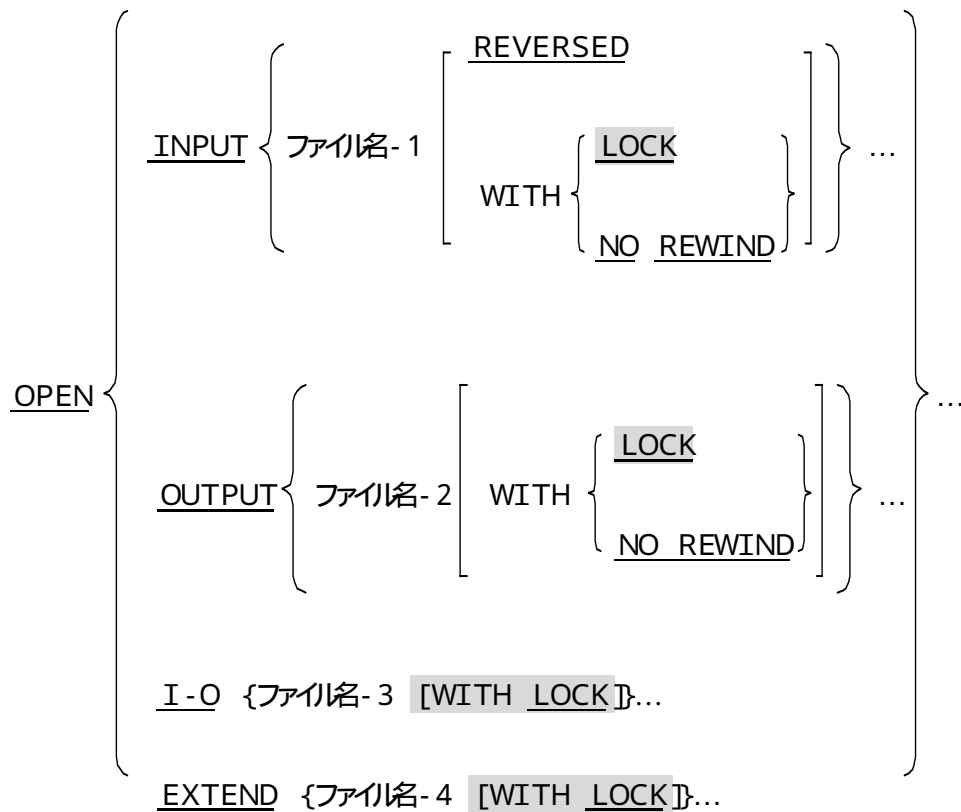 REVERSED
INPUT ファイル名-1 LOCK …
WITH
NO REWIND
OPEN …
LOCK
OUTPUT ファイル名-2 WITH …
NO REWIND
I-O {ファイル名-3 [WITH LOCK]}…
EXTEND {ファイル名-4 [WITH LOCK]}…